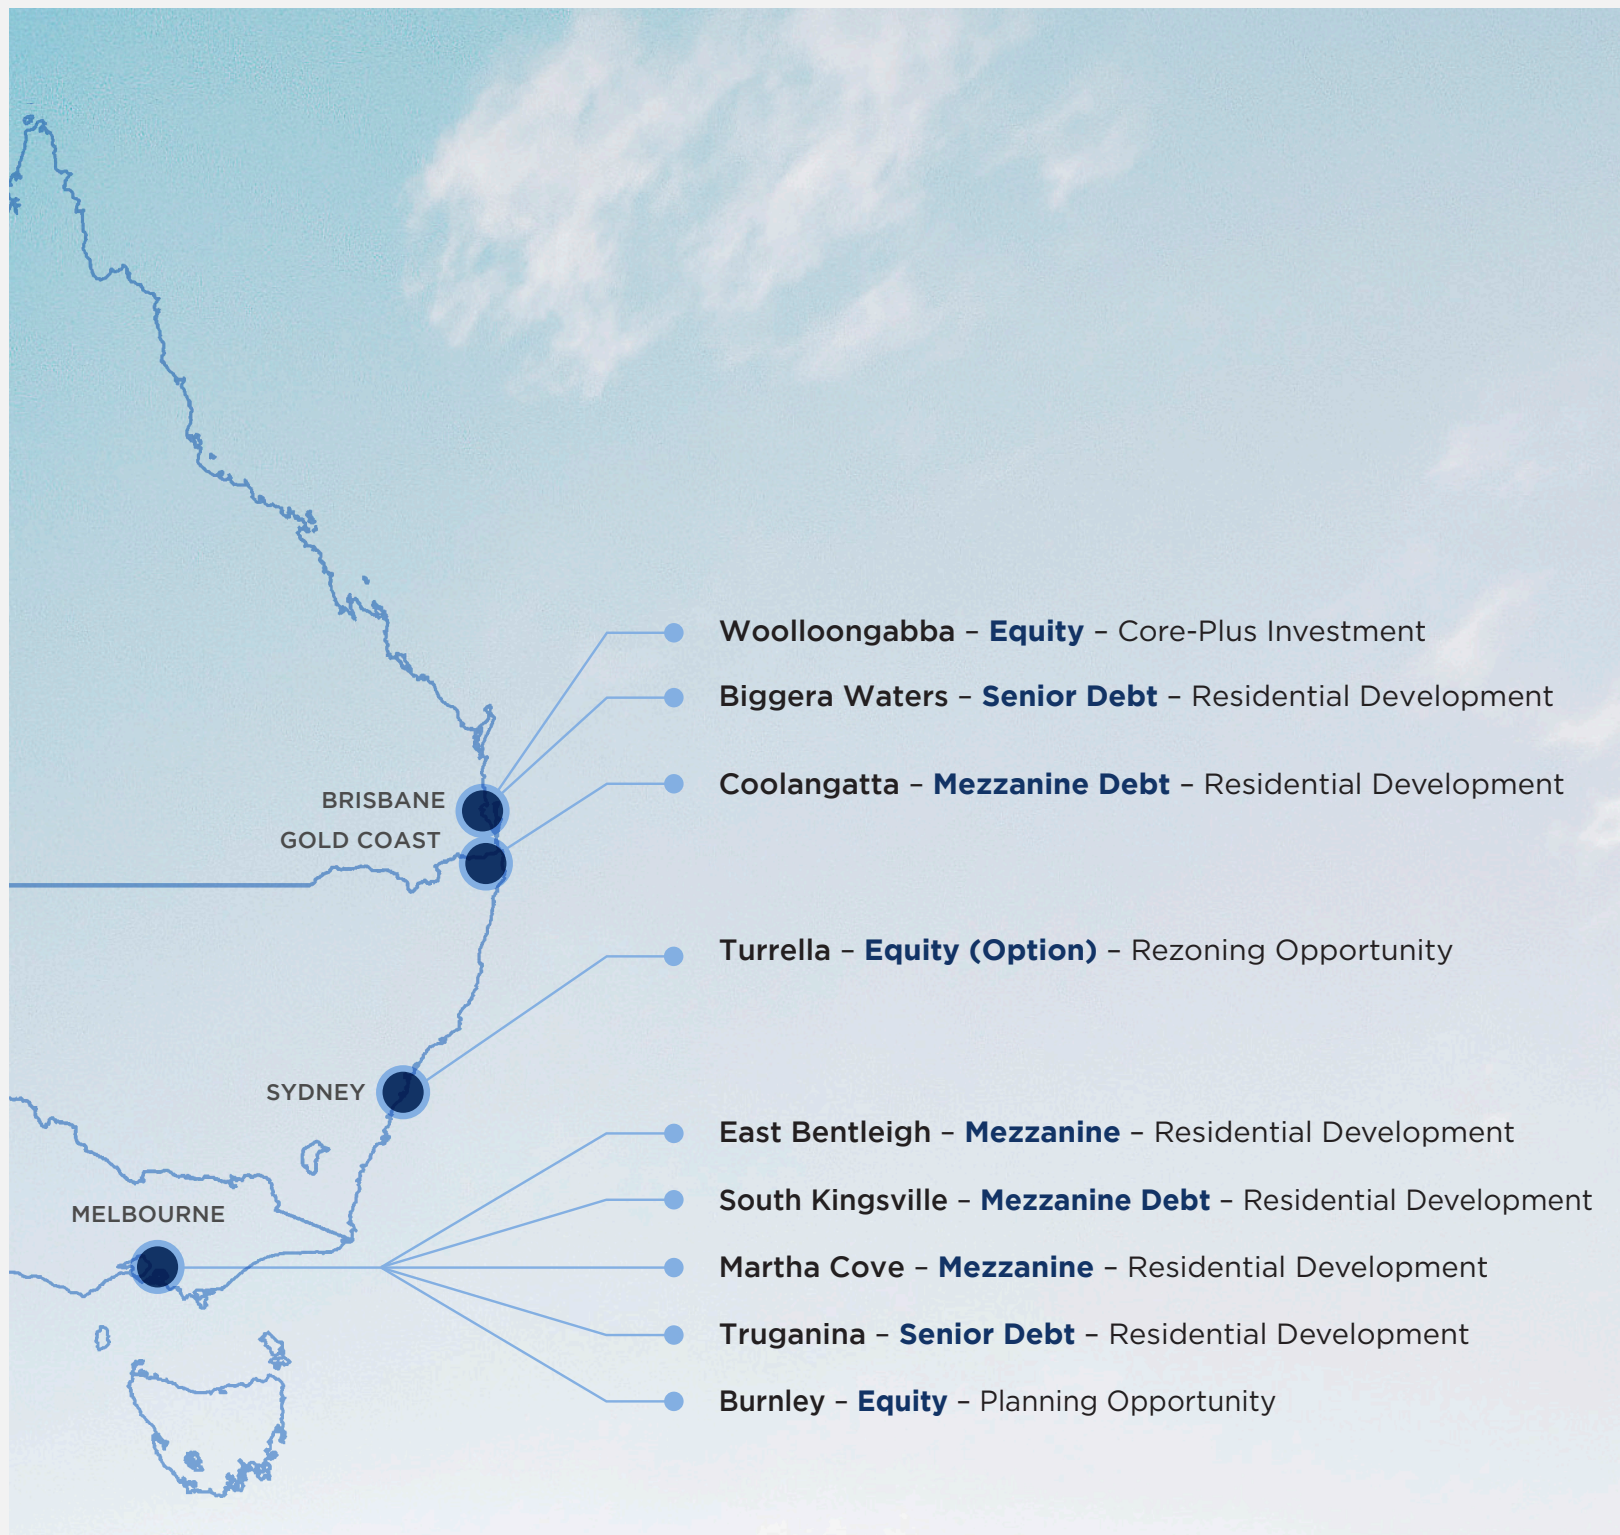 Woolloongabba – Equity – Core-Plus Investment
Biggera Waters – Senior Debt – Residential Development
Coolangatta – Mezzanine Debt – Residential Development
BRISBANE
GOLD COAST
Turrella – Equity (Option) – Rezoning Opportunity
SYDNEY
East Bentleigh – Mezzanine – Residential Development
South Kingsville – Mezzanine Debt – Residential Development
MELBOURNE
Martha Cove – Mezzanine – Residential Development
Truganina – Senior Debt – Residential Development
Burnley – Equity – Planning Opportunity